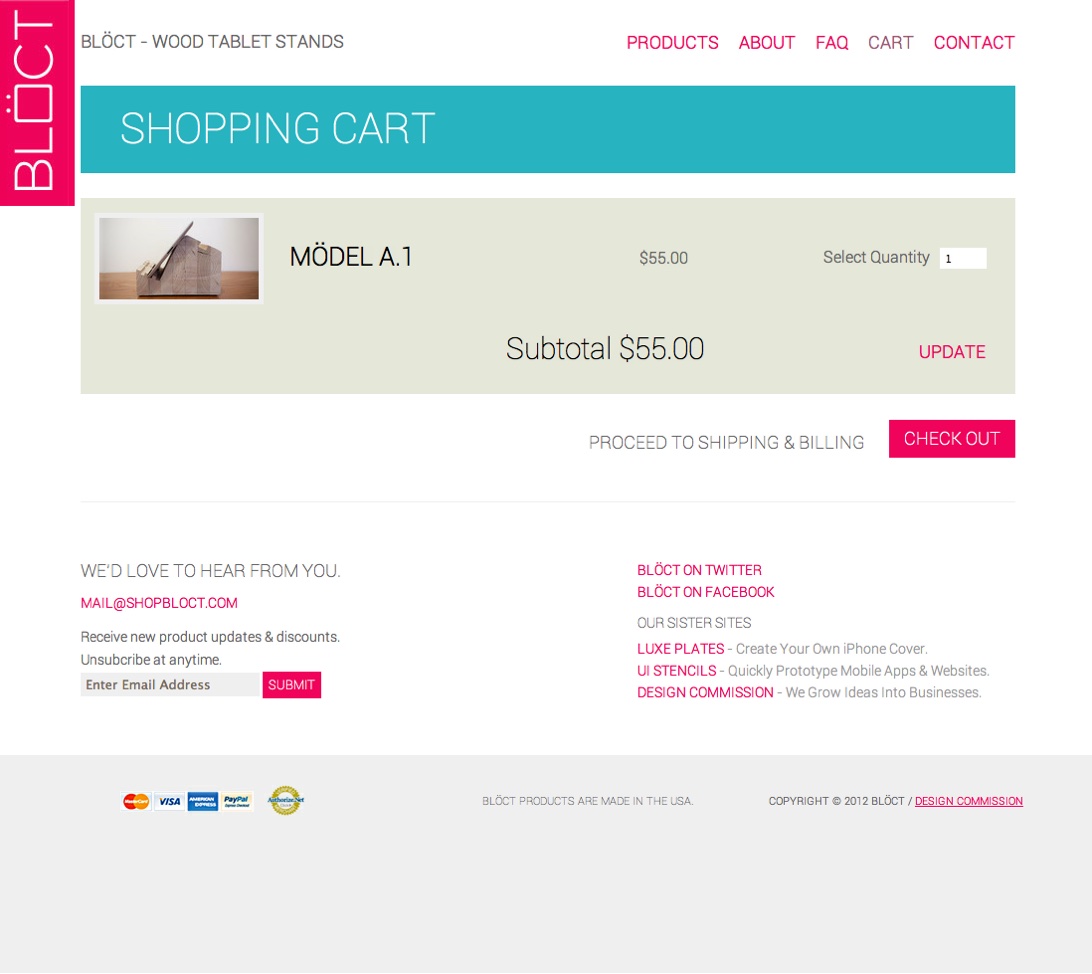 BLÖCT
BLÖCT - WOOD TABLET STANDS
PRODUCTS ABOUT FAQ CART CONTACT
SHOPPING CART
MÖDEL A.1
$55.00
Select Quantity 1
Subtotal $55.00
UPDATE
PROCEED TO SHIPPING & BILLING
CHECK OUT
WE'D LOVE TO HEAR FROM YOU.
MAIL@SHOPBLOCT.COM
Receive new product updates & discounts.
Unsubcribe at anytime.
Enter Email Address
SUBMIT
BLÖCT ON TWITTER
BLÖCT ON FACEBOOK
OUR SISTER SITES
LUXE PLATES - Create Your Own iPhone Cover.
UI STENCILS - Quickly Prototype Mobile Apps & Websites.
DESIGN COMMISSION - We Grow Ideas Into Businesses.
MasterCard
VISA
AMERICAN EXPRESS
PayPal
Authorize.Net
BLÖCT PRODUCTS ARE MADE IN THE USA.
COPYRIGHT © 2012 BLÖCT / DESIGN COMMISSION